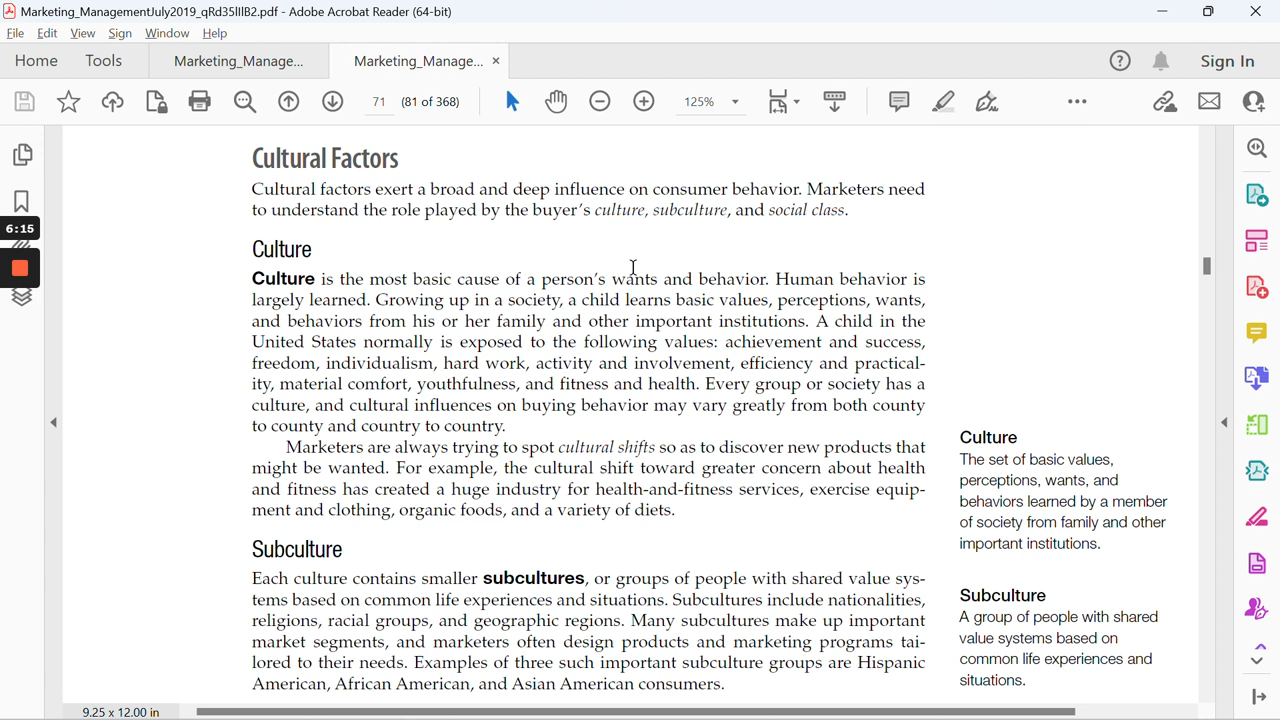 Marketing_ManagementJuly2019_qRd35IIIB2.pdf - Adobe Acrobat Reader (64-bit)
File Edit View Sign Window Help
Home Tools Marketing_Manage... Marketing_Manage... × Sign In
71 (81 of 368) 125%
Cultural Factors
Cultural factors exert a broad and deep influence on consumer behavior. Marketers need
to understand the role played by the buyer's culture, subculture, and social class.
Culture
Culture is the most basic cause of a person's wants and behavior. Human behavior is
largely learned. Growing up in a society, a child learns basic values, perceptions, wants,
and behaviors from his or her family and other important institutions. A child in the
United States normally is exposed to the following values: achievement and success,
freedom, individualism, hard work, activity and involvement, efficiency and practical-
ity, material comfort, youthfulness, and fitness and health. Every group or society has a
culture, and cultural influences on buying behavior may vary greatly from both county
to county and country to country.
Marketers are always trying to spot cultural shifts so as to discover new products that
might be wanted. For example, the cultural shift toward greater concern about health
and fitness has created a huge industry for health-and-fitness services, exercise equip-
ment and clothing, organic foods, and a variety of diets.
Subculture
Each culture contains smaller subcultures, or groups of people with shared value sys-
tems based on common life experiences and situations. Subcultures include nationalities,
religions, racial groups, and geographic regions. Many subcultures make up important
market segments, and marketers often design products and marketing programs tai-
lored to their needs. Examples of three such important subculture groups are Hispanic
American, African American, and Asian American consumers.
Culture
The set of basic values,
perceptions, wants, and
behaviors learned by a member
of society from family and other
important institutions.
Subculture
A group of people with shared
value systems based on
common life experiences and
situations.
6:15
9.25 x 12.00 in